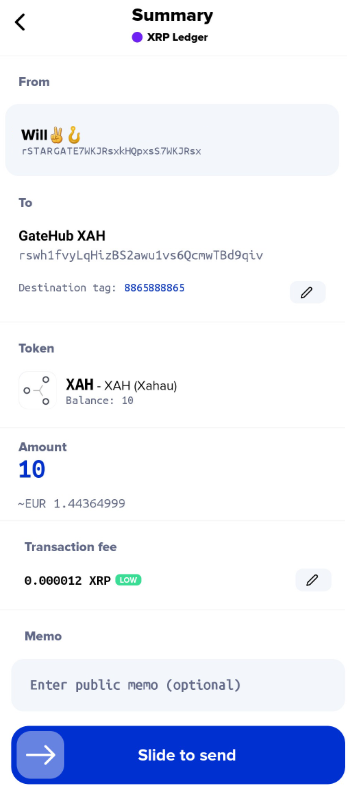 Summary
XRP Ledger
From
Will✌️🪝
rSTARGATE7WKJRsxkHQpxsS7WKJRsx
To
GateHub XAH
rswh1fvyLqHizBS2awu1vs6QcmwTBd9qiv
Destination tag: 8865888865
Token
XAH - XAH (Xahau)
Balance: 10
Amount
10
~EUR 1.44364999
Transaction fee
0.000012 XRP LOW
Memo
Enter public memo (optional)
Slide to send